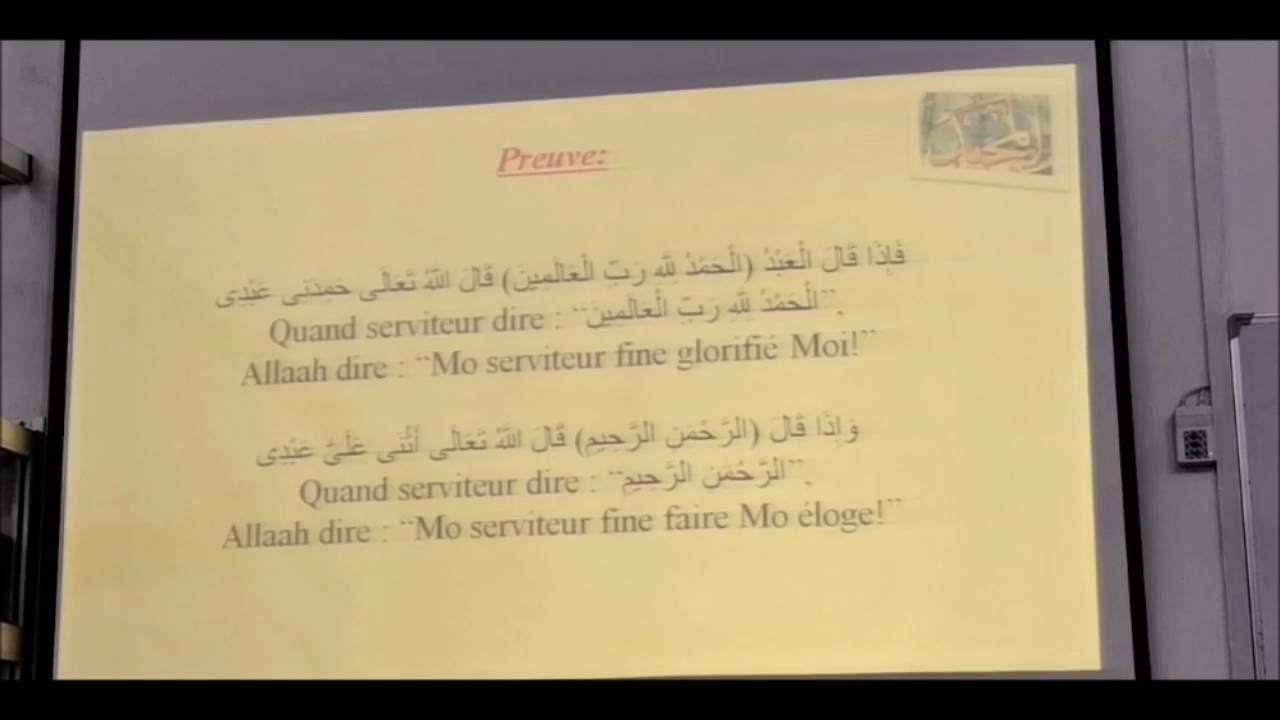 Preuve:
فَإِذَا قَالَ الْعَبْدُ (الْحَمْدُ لِلَّهِ رَبِّ الْعَالَمِينَ) قَالَ اللَّهُ تَعَالَى حَمِدَنِى عَبْدِى
Quand serviteur dire : “الْحَمْدُ لِلَّهِ رَبِّ الْعَالَمِينَ”.
Allaah dire : “Mo serviteur fine glorifié Moi!”
وَإِذَا قَالَ (الرَّحْمَنِ الرَّحِيمِ) قَالَ اللَّهُ تَعَالَى أَثْنَى عَلَىَّ عَبْدِى
Quand serviteur dire : “الرَّحْمَنِ الرَّحِيمِ”.
Allaah dire : “Mo serviteur fine faire Mo éloge!”